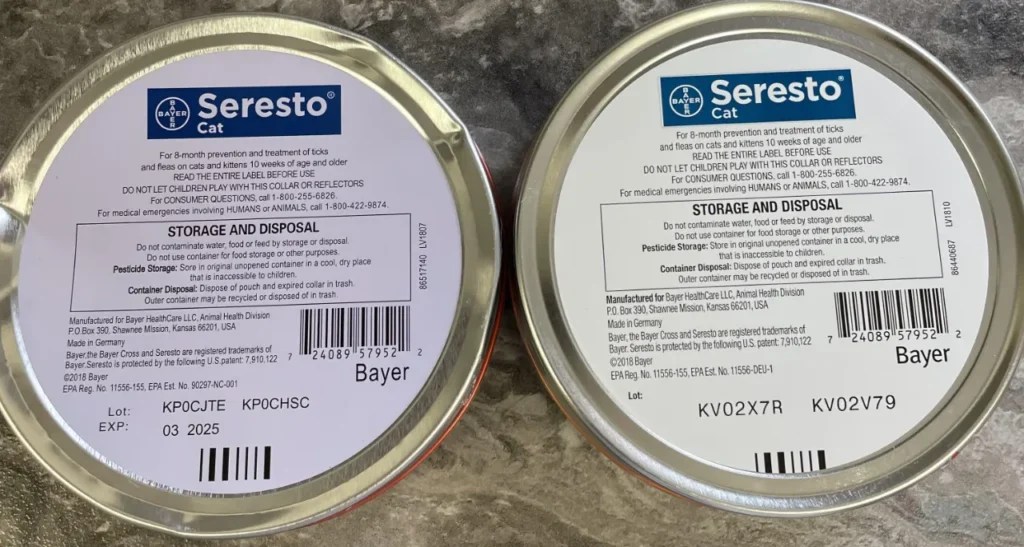 BAYER
Seresto®
Cat
For 8-month prevention and treatment of ticks
and fleas on cats and kittens 10 weeks of age and older
READ THE ENTIRE LABEL BEFORE USE
DO NOT LET CHILDREN PLAY WIYH THIS COLLAR OR REFLECTORS
For CONSUMER QUESTIONS, call 1-800-255-6826.
For medical emergencies involving HUMANS or ANIMALS, call 1-800-422-9874.
STORAGE AND DISPOSAL
Do not contaminate water, food or feed by storage or disposal.
Do not use container for food storage or other purposes.
Pesticide Storage: Sore in original unopened container in a cool, dry place
that is inaccessible to children.
Container Disposal: Dispose of pouch and expired collar in trash.
Outer container may be recycled or disposed of in trash.
86517140 LV1807
Manufactured for Bayer HealthCare LLC, Animal Health Division
P.O Box 390, Shawnee Mission, Kansas 66201, USA
Made in Germany
Bayer,the Bayer Cross and Seresto are registered trademarks of
Bayer.Seresto is protected by the following U.S.patent: 7,910,122
©2018 Bayer
EPA Reg. No. 11556-155, EPA Est. No. 90297-NC-001
7 24089 57952 2
Bayer
Lot: KP0CJTE KP0CHSC
EXP: 03 2025
BAYER
Seresto®
Cat
For 8-month prevention and treatment of ticks
and fleas on cats and kittens 10 weeks of age and older
READ THE ENTIRE LABEL BEFORE USE
DO NOT LET CHILDREN PLAY WITH THIS COLLAR OR REFLECTORS
For CONSUMER QUESTIONS, call 1-800-255-6826.
For medical emergencies involving HUMANS or ANIMALS, call 1-800-422-9874.
STORAGE AND DISPOSAL
Do not contaminate water, food or feed by storage or disposal.
Do not use container for food storage or other purposes.
Pesticide Storage: Store in original unopened container in a cool, dry place
that is inaccessible to children.
Container Disposal: Dispose of pouch and expired collar in trash.
Outer container may be recycled or disposed of in trash.
86440687 LV1810
Manufactured for Bayer HealthCare LLC, Animal Health Division
P.O. Box 390, Shawnee Mission, Kansas 66201, USA
Made in Germany
Bayer, the Bayer Cross and Seresto are registered trademarks of
Bayer. Seresto is protected by the following U.S. patent: 7,910,122
©2018 Bayer
EPA Reg. No. 11556-155, EPA Est. No. 11556-DEU-1
7 24089 57952 2
Bayer
Lot:
KV02X7R KV02V79